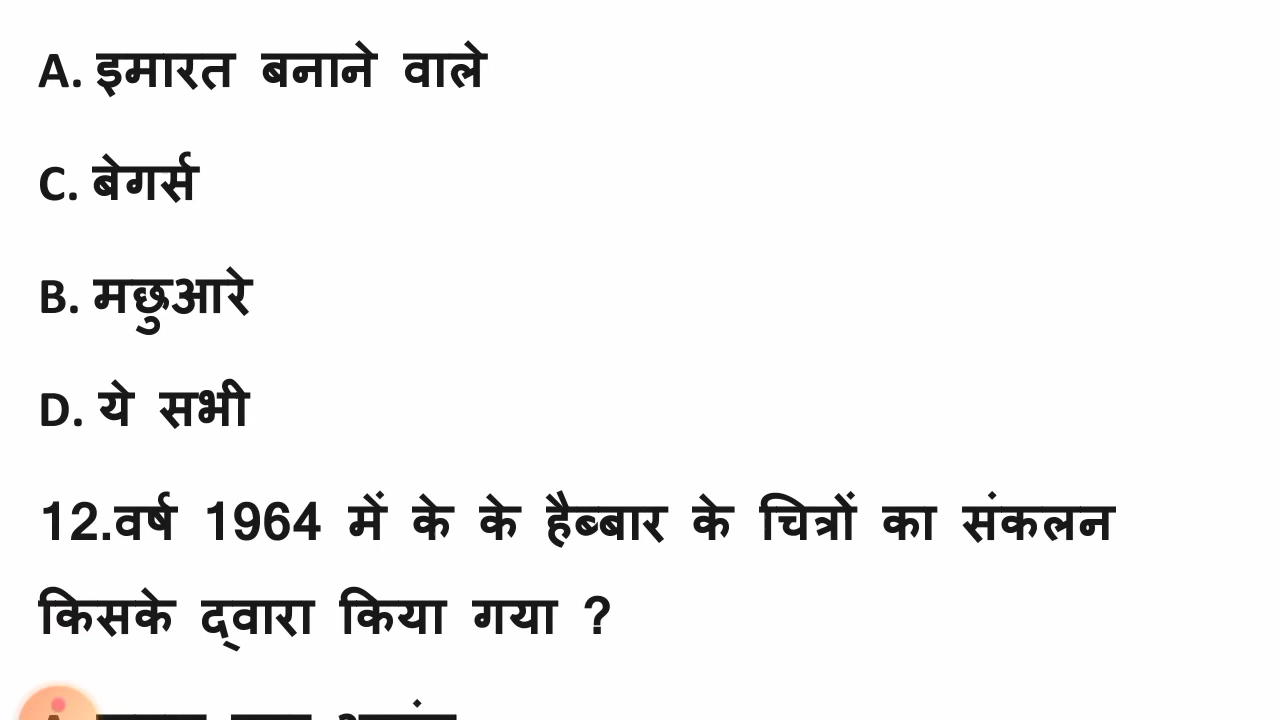 A. इमारत बनाने वाले
C. बेगर्स
B. मछुआरे
D. ये सभी
12.वर्ष 1964 में के के हैब्बार के चित्रों का संकलन
किसके द्वारा किया गया ?